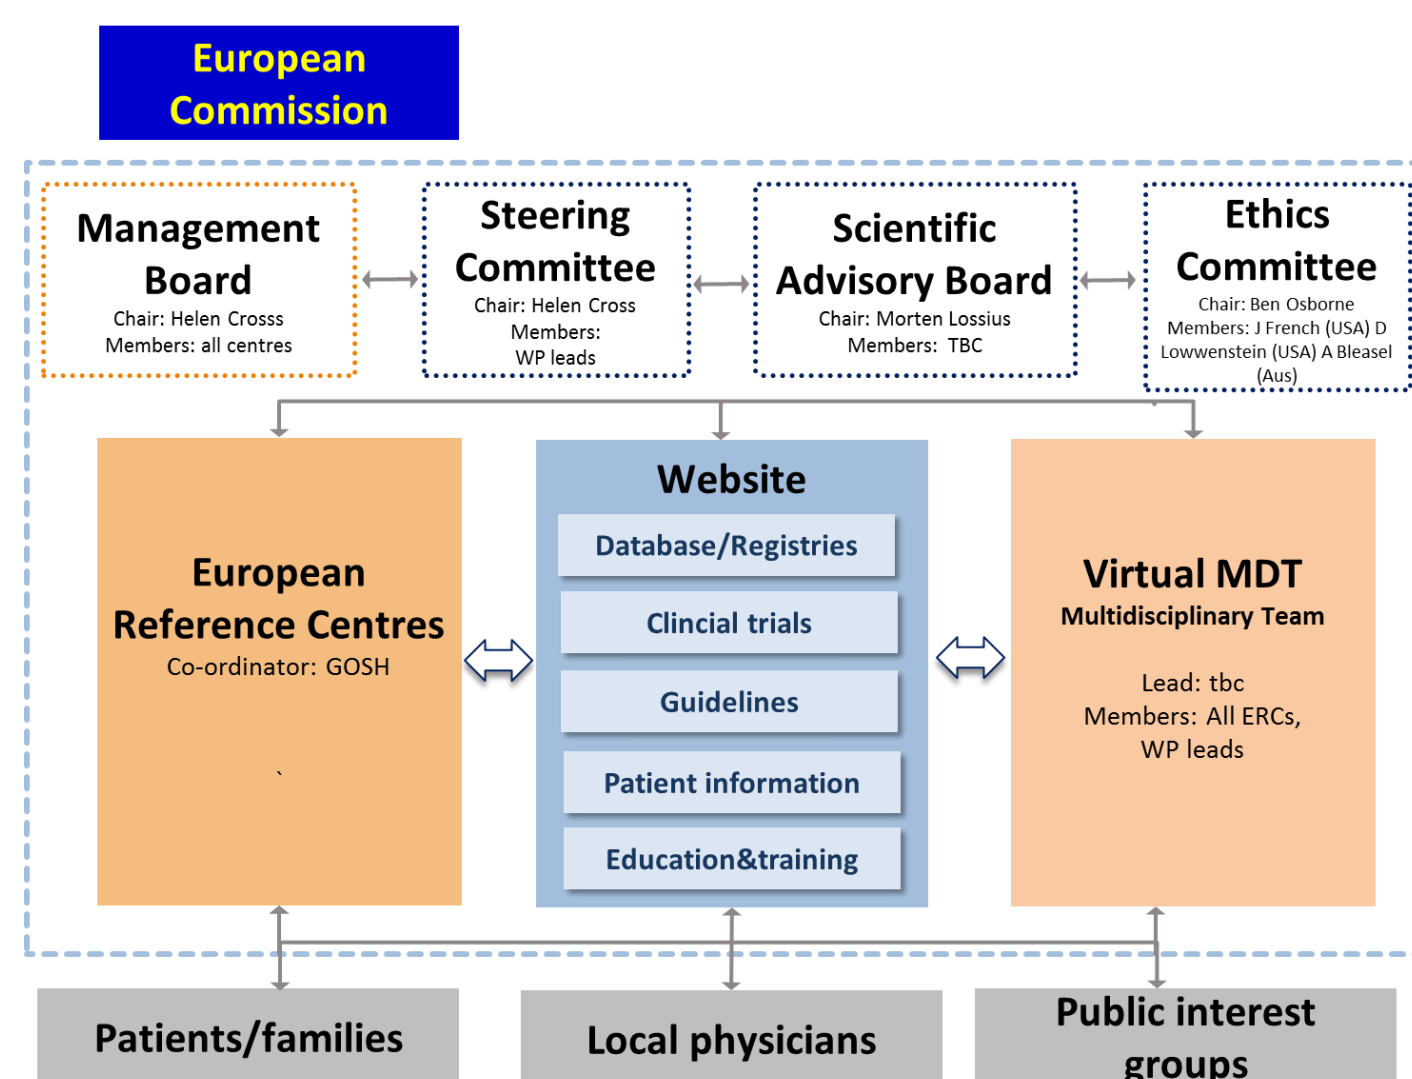 European
Commission
Management
Board
Chair: Helen Crosss
Members: all centres
Steering
Committee
Chair: Helen Cross
Members:
WP leads
Scientific
Advisory Board
Chair: Morten Lossius
Members: TBC
Ethics
Committee
Chair: Ben Osborne
Members: J French (USA) D
Lowwenstein (USA) A Bleasel
(Aus)
European
Reference Centres
Co-ordinator: GOSH
`
Website
Database/Registries
Clincial trials
Guidelines
Patient information
Education&training
Virtual MDT
Multidisciplinary Team
Lead: tbc
Members: All ERCs,
WP leads
Patients/families
Local physicians
Public interest
groups